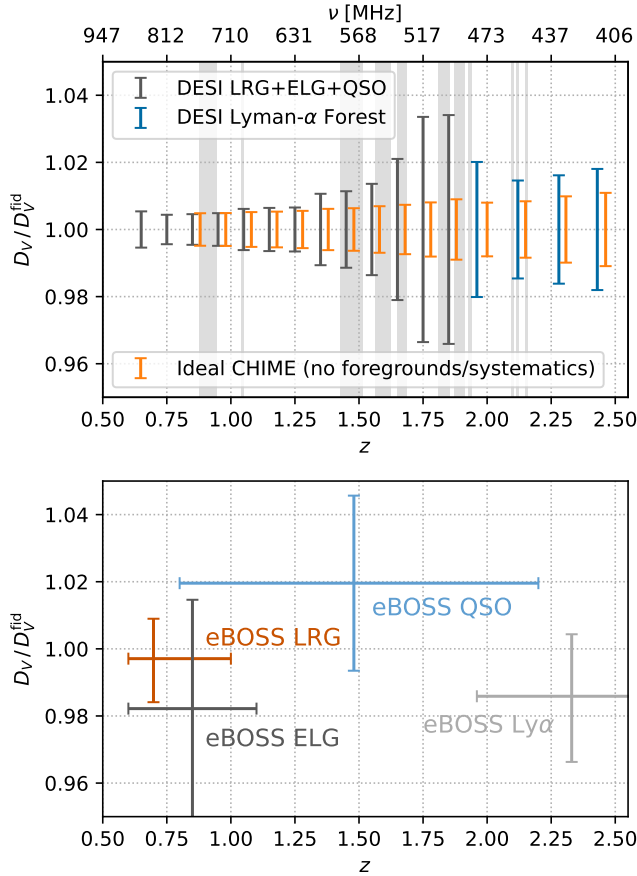 ν [MHz]
947 812 710 631 568 517 473 437 406
DESI LRG+ELG+QSO
DESI Lyman-α Forest
Ideal CHIME (no foregrounds/systematics)
1.04
1.02
1.00
0.98
0.96
D_V / D_V^fid
0.50 0.75 1.00 1.25 1.50 1.75 2.00 2.25 2.50
z
1.04
1.02
1.00
0.98
0.96
D_V / D_V^fid
eBOSS QSO
eBOSS LRG
eBOSS Lyα
eBOSS ELG
0.50 0.75 1.00 1.25 1.50 1.75 2.00 2.25 2.50
z